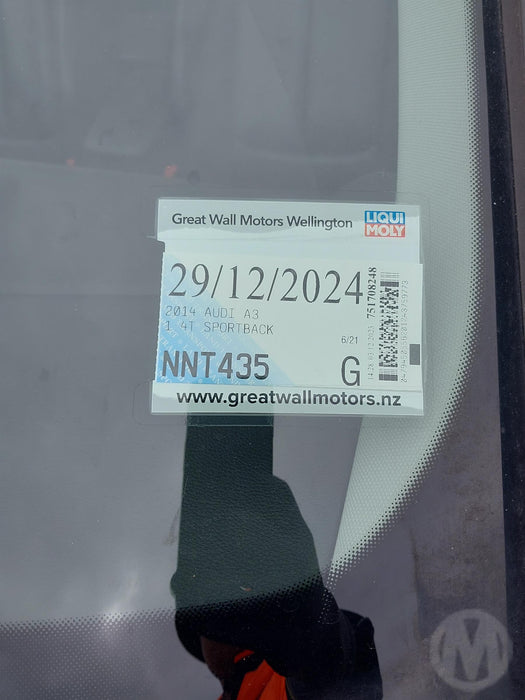 Great Wall Motors Wellington
LIQUI
MOLY
29/12/2024
2014 AUDI A3
1.4T SPORTBACK
6/21
NNT435
G
751708248
www.greatwallmotors.nz
M